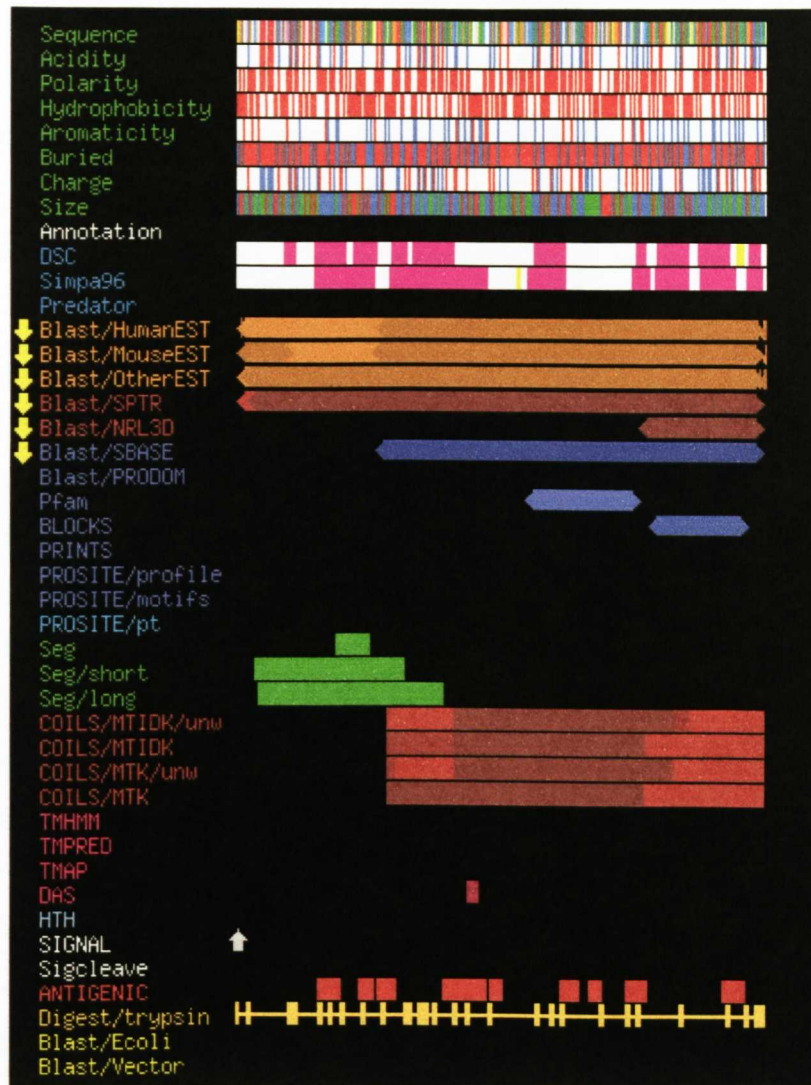 Sequence
Acidity
Polarity
Hydrophobicity
Aromaticity
Buried
Charge
Size
Annotation
DSC
Simpa96
Predator
Blast/HumanEST
Blast/MouseEST
Blast/OtherEST
Blast/SPTR
Blast/NRL3D
Blast/SBASE
Blast/PRODOM
Pfam
BLOCKS
PRINTS
PROSITE/profile
PROSITE/motifs
PROSITE/pt
Seg
Seg/short
Seg/long
COILS/MTIDK/unw
COILS/MTIDK
COILS/MTK/unw
COILS/MTK
TMHMM
TMPRED
TMAP
DAS
HTH
SIGNAL
Sigcleave
ANTIGENIC
Digest/trypsin
Blast/Ecoli
Blast/Vector